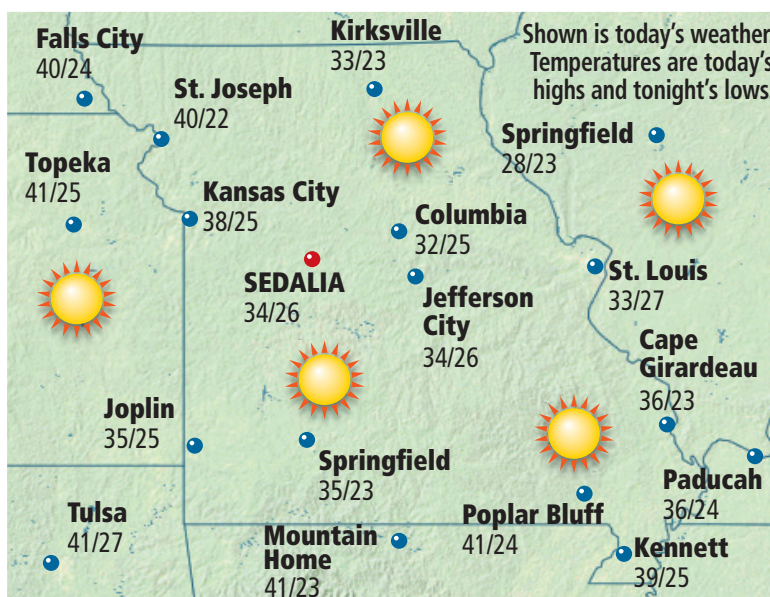 Falls City
40/24
Kirksville
33/23
Shown is today's weather
Temperatures are today's
highs and tonight's lows
St. Joseph
40/22
Springfield
28/23
Topeka
41/25
Kansas City
38/25
Columbia
32/25
SEDALIA
34/26
St. Louis
33/27
Jefferson
City
34/26
Cape
Girardeau
36/23
Joplin
35/25
Springfield
35/23
Paducah
36/24
Tulsa
41/27
Poplar Bluff
41/24
Mountain
Home
41/23
Kennett
39/25